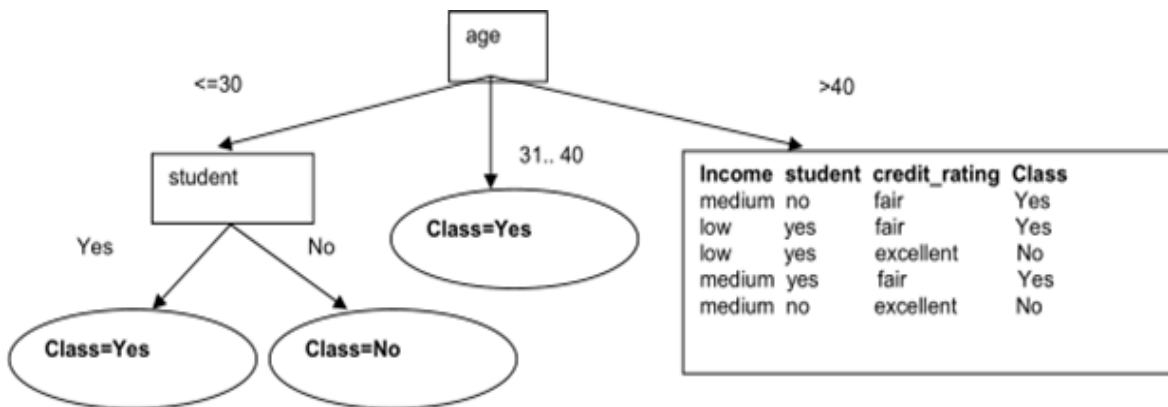 age
<=30
>40
31.. 40
student
Income student credit_rating Class
medium no fair Yes
low yes fair Yes
low yes excellent No
medium yes fair Yes
medium no excellent No
Class=Yes
Yes
No
Class=Yes
Class=No